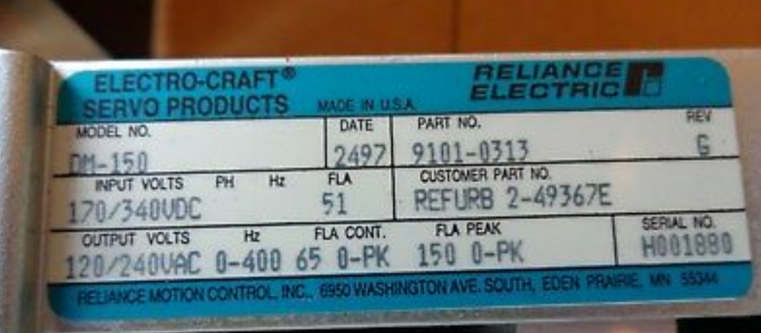 ELECTRO-CRAFT® RELIANCE
SERVO PRODUCTS MADE IN U.S.A. ELECTRIC
MODEL NO. DATE PART NO. REV
DM-150 2497 9101-0313 G
INPUT VOLTS PH Hz FLA CUSTOMER PART NO.
170/340VDC 51 REFURB 2-49367E
OUTPUT VOLTS Hz FLA CONT. FLA PEAK SERIAL NO.
120/240VAC 0-400 65 0-PK 150 0-PK H001880
RELIANCE MOTION CONTROL, INC., 6950 WASHINGTON AVE. SOUTH, EDEN PRAIRIE, MN 55344